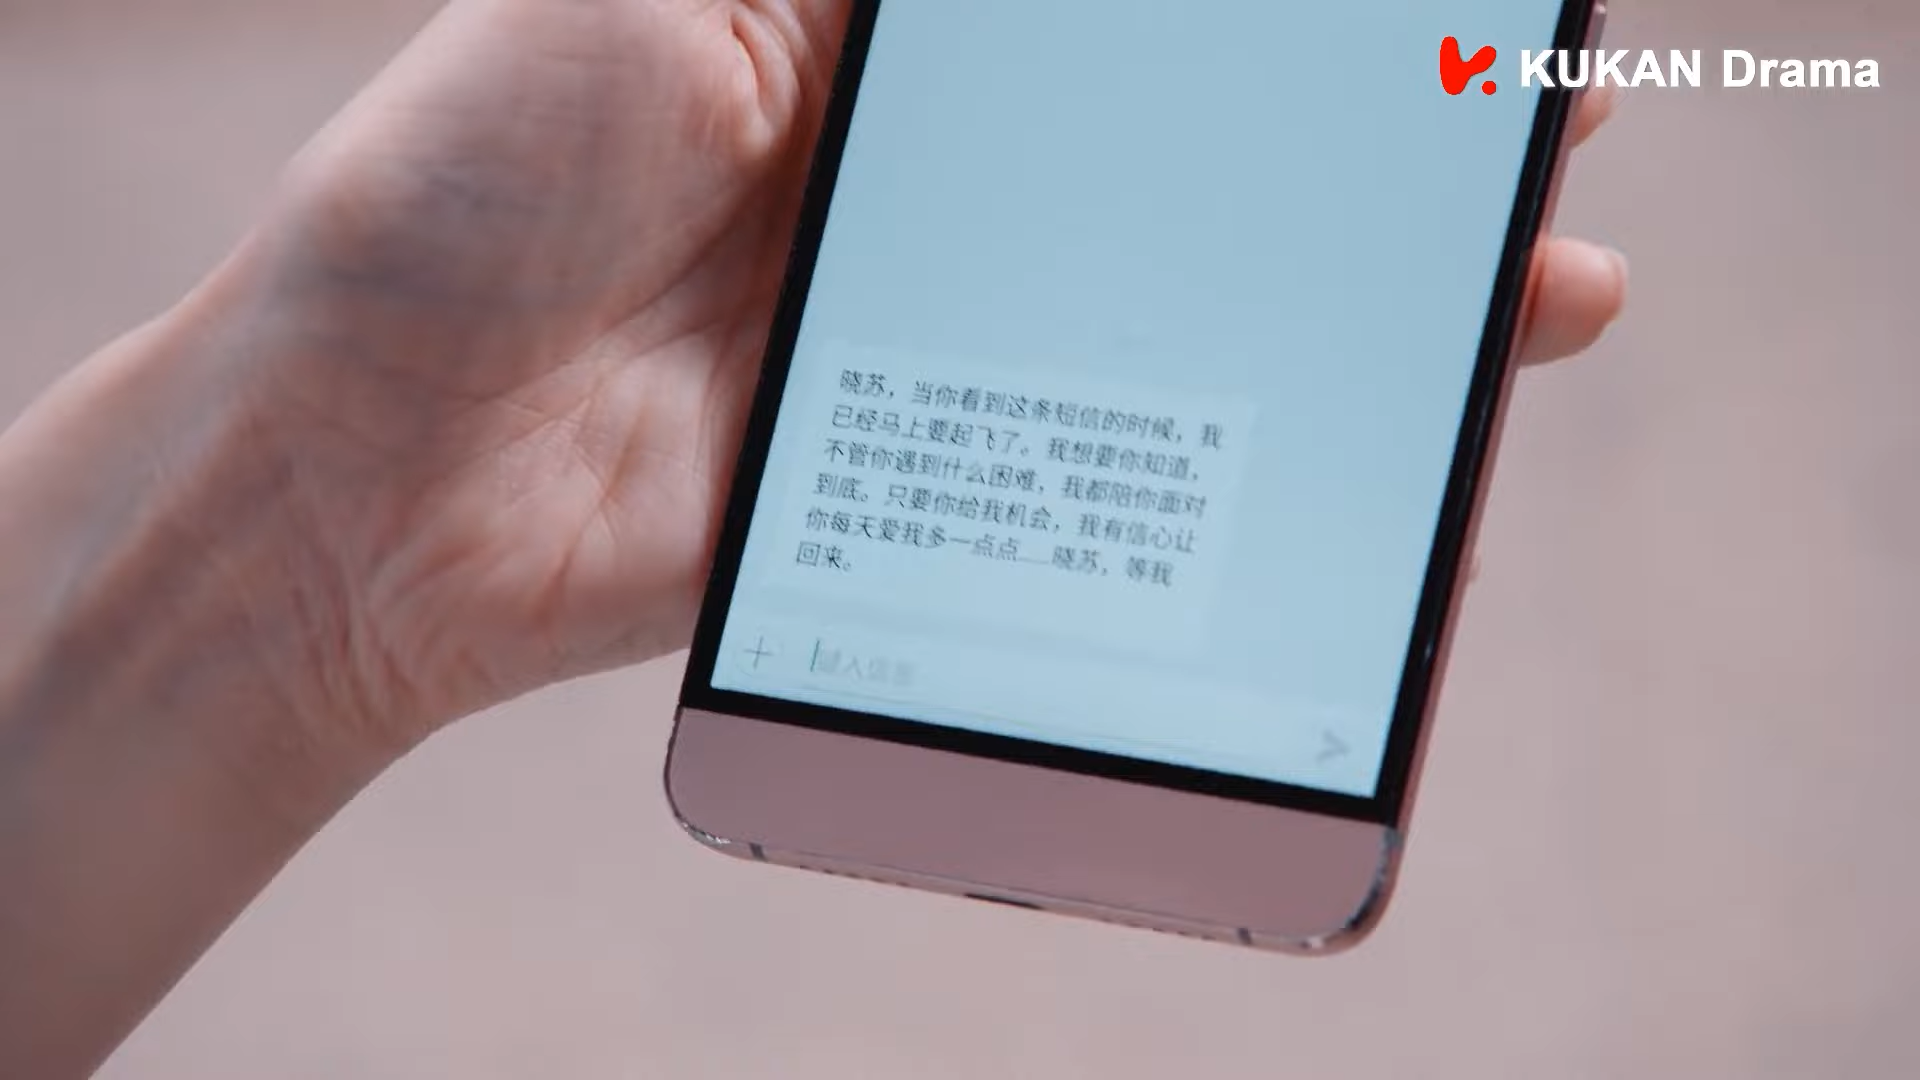 KUKAN Drama
晓苏，当你看到这条短信的时候，我
已经马上要起飞了。我想要你知道，
不管你遇到什么困难，我都陪你面对
到底。只要你给我机会，我有信心让
你每天爱我多一点点……晓苏，等我
回来。